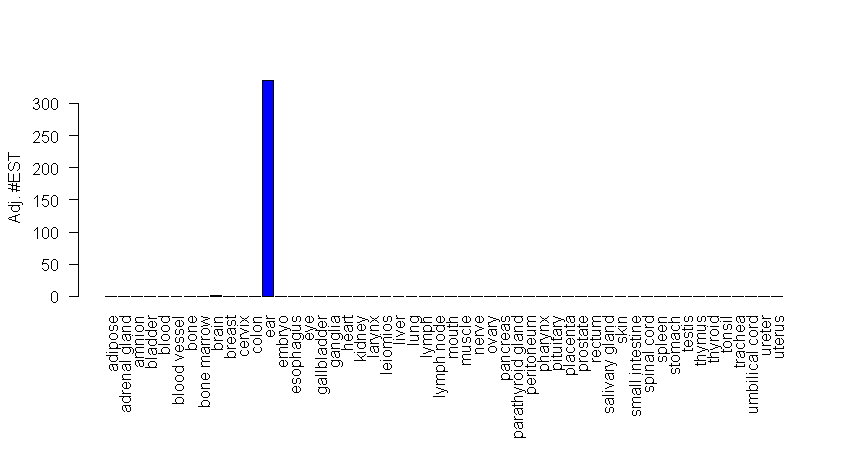 Adj. #EST
300
250
200
150
100
50
0
adipose
adrenal gland
amnion
bladder
blood
blood vessel
bone
bone marrow
brain
breast
cervix
colon
ear
embryo
esophagus
eye
gallbladder
ganglia
heart
kidney
larynx
leiomios
liver
lung
lymph
lymph node
mouth
muscle
nerve
ovary
pancreas
parathyroid gland
peritoneum
pharynx
pituitary
placenta
prostate
rectum
salivary gland
skin
small intestine
spinal cord
spleen
stomach
testis
thymus
thyroid
tonsil
trachea
umbilical cord
ureter
uterus